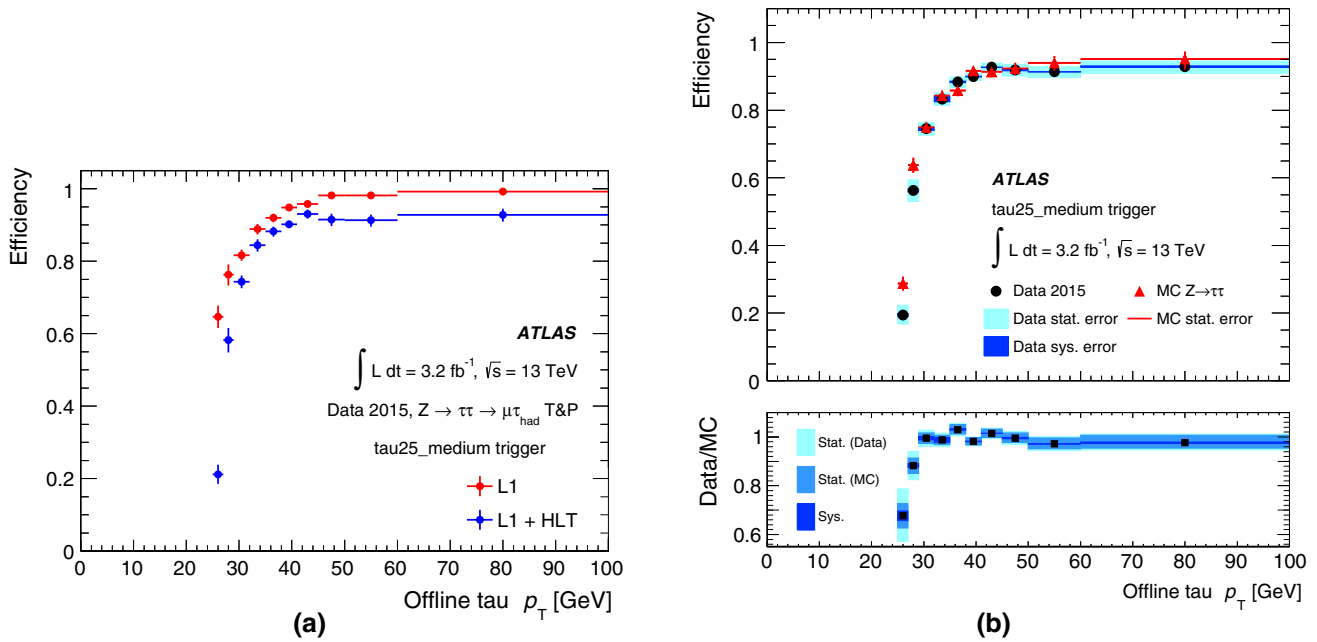 Efficiency
1
0.8
0.6
0.4
0.2
0
ATLAS
∫ L dt = 3.2 fb⁻¹, √s = 13 TeV
Data 2015, Z → ττ → μτ_had T&P
tau25_medium trigger
L1
L1 + HLT
0 10 20 30 40 50 60 70 80 90 100
Offline tau p_T [GeV]
(a)
Efficiency
1
0.8
0.6
0.4
0.2
0
ATLAS
tau25_medium trigger
∫ L dt = 3.2 fb⁻¹, √s = 13 TeV
Data 2015 MC Z→ττ
Data stat. error MC stat. error
Data sys. error
Data/MC
1
0.8
0.6
Stat. (Data)
Stat. (MC)
Sys.
0 10 20 30 40 50 60 70 80 90 100
Offline tau p_T [GeV]
(b)